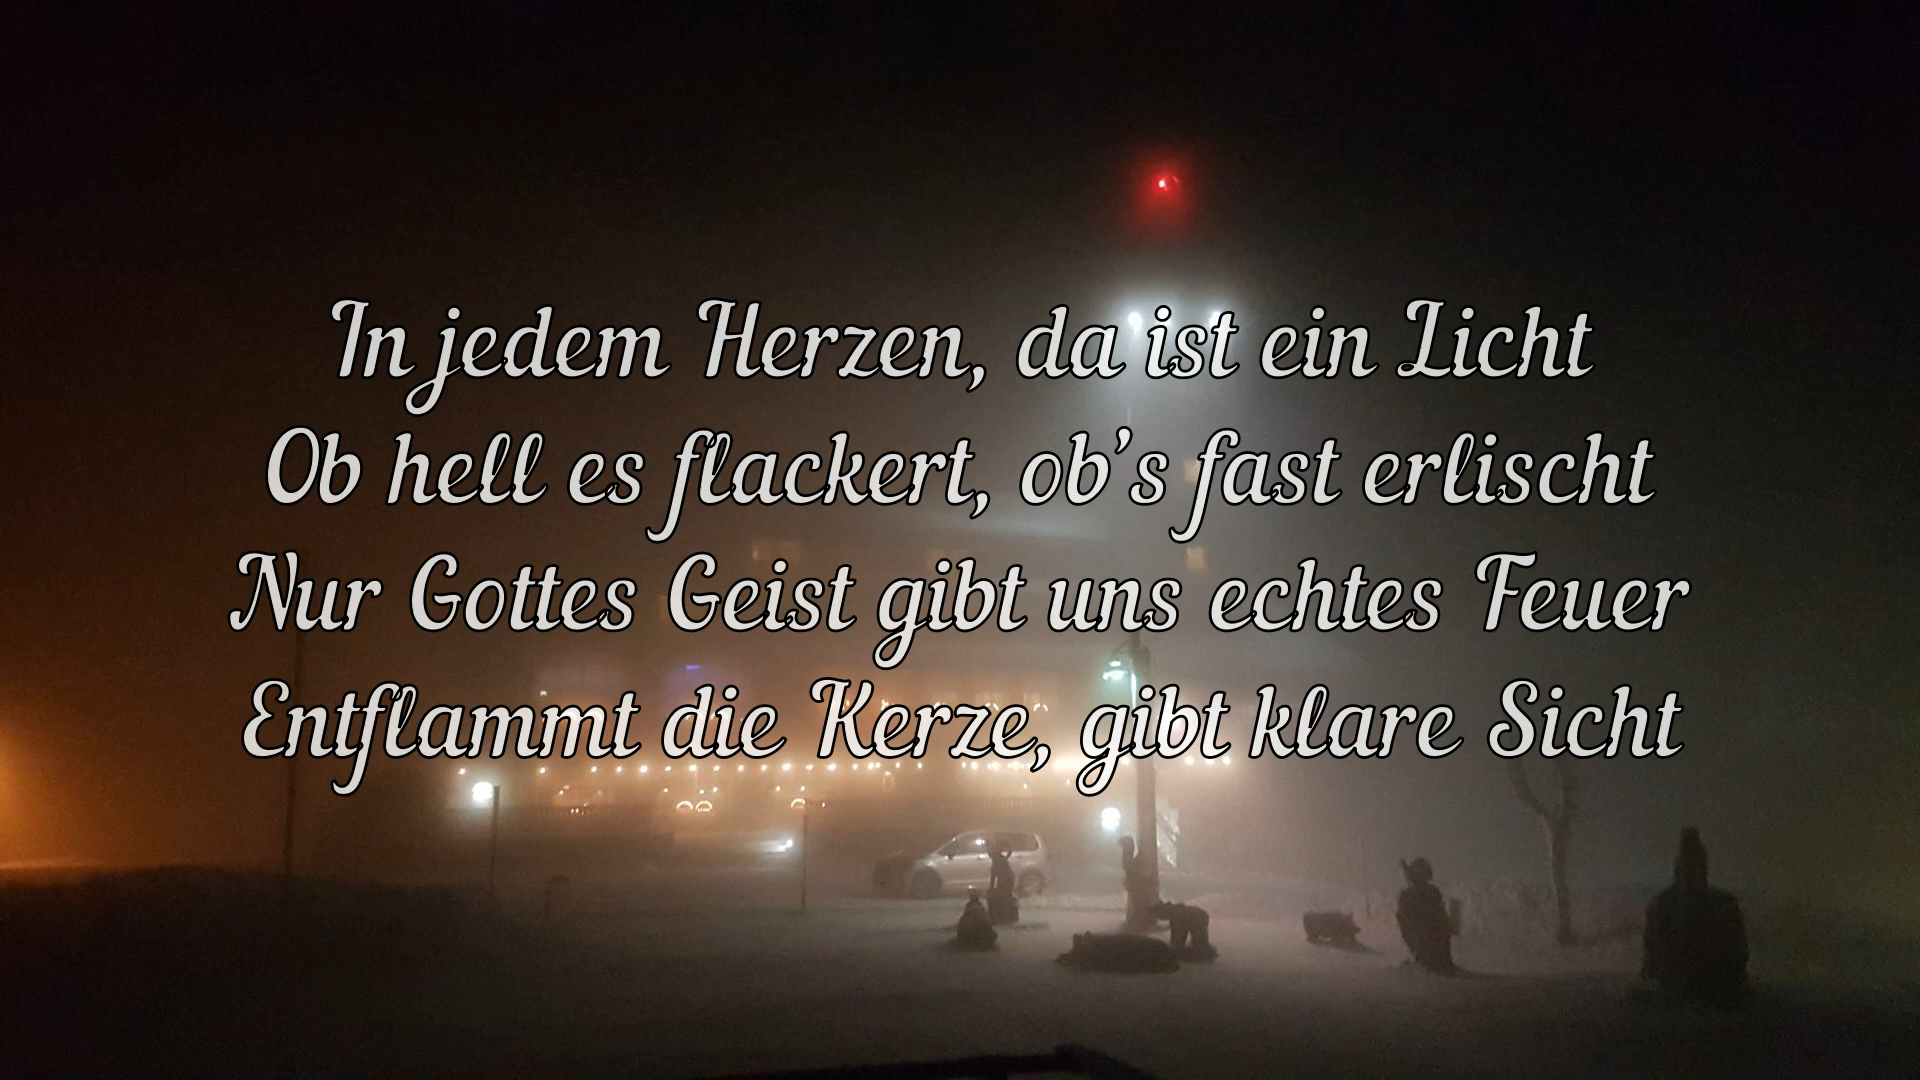 In jedem Herzen, da ist ein Licht
Ob hell es flackert, ob's fast erlischt
Nur Gottes Geist gibt uns echtes Feuer
Entflammt die Kerze, gibt klare Sicht